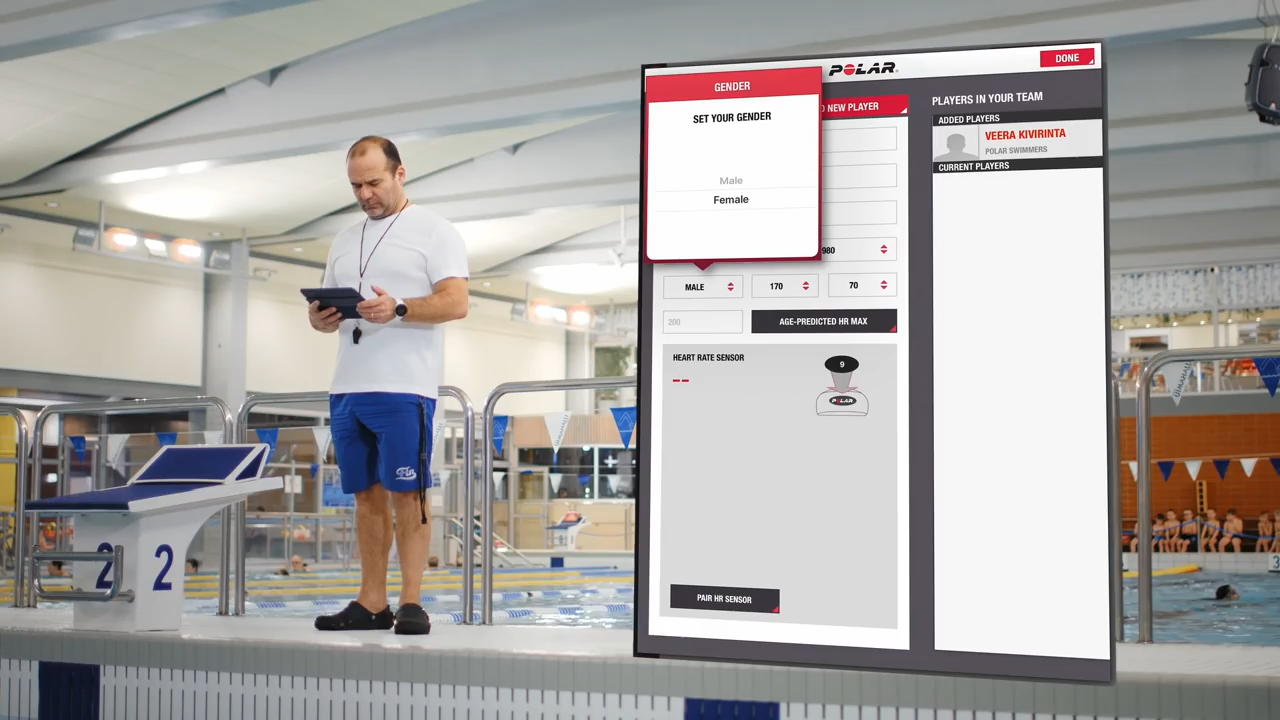 POLAR
DONE
GENDER
SET YOUR GENDER
Male
Female
NEW PLAYER
980
MALE
170
70
200
AGE-PREDICTED HR MAX
HEART RATE SENSOR
--
9
POLAR
PAIR HR SENSOR
PLAYERS IN YOUR TEAM
ADDED PLAYERS
VEERA KIVIRINTA
POLAR SWIMMERS
CURRENT PLAYERS
Fin
2
2
3